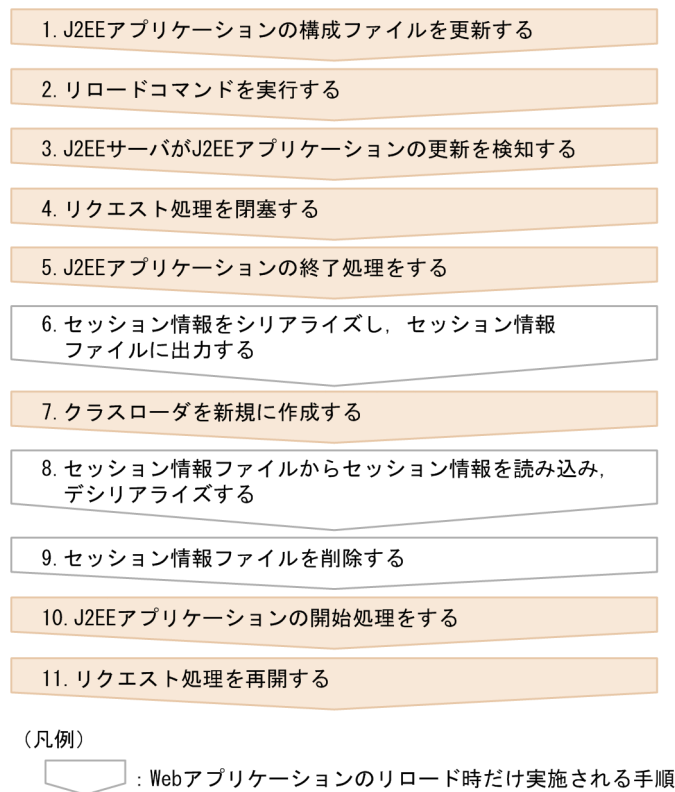 1. J2EEアプリケーションの構成ファイルを更新する
2. リロードコマンドを実行する
3. J2EEサーバがJ2EEアプリケーションの更新を検知する
4. リクエスト処理を閉塞する
5. J2EEアプリケーションの終了処理をする
6. セッション情報をシリアライズし，セッション情報
ファイルに出力する
7. クラスローダを新規に作成する
8. セッション情報ファイルからセッション情報を読み込み，
デシリアライズする
9. セッション情報ファイルを削除する
10. J2EEアプリケーションの開始処理をする
11. リクエスト処理を再開する
（凡例）
：Webアプリケーションのリロード時だけ実施される手順